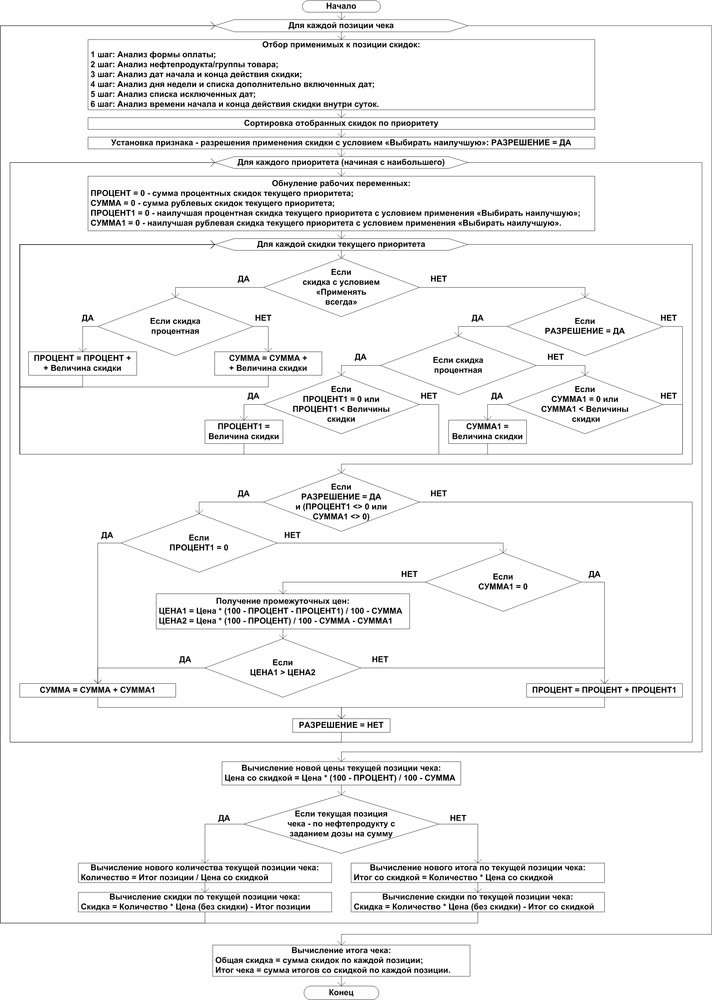 Начало
Для каждой позиции чека
Отбор применимых к позиции скидок:
1 шаг: Анализ формы оплаты;
2 шаг: Анализ нефтепродукта/группы товара;
3 шаг: Анализ дат начала и конца действия скидки;
4 шаг: Анализ дня недели и списка дополнительно включенных дат;
5 шаг: Анализ списка исключенных дат;
6 шаг: Анализ времени начала и конца действия скидки внутри суток.
Сортировка отобранных скидок по приоритету
Установка признака - разрешения применения скидки с условием «Выбирать наилучшую»: РАЗРЕШЕНИЕ = ДА
Для каждого приоритета (начиная с наибольшего)
Обнуление рабочих переменных:
ПРОЦЕНТ = 0 - сумма процентных скидок текущего приоритета;
СУММА = 0 - сумма рублевых скидок текущего приоритета;
ПРОЦЕНТ1 = 0 - наилучшая процентная скидка текущего приоритета с условием применения «Выбирать наилучшую»;
СУММА1 = 0 - наилучшая рублевая скидка текущего приоритета с условием применения «Выбирать наилучшую».
Для каждой скидки текущего приоритета
Если
скидка с условием
«Применять
всегда»
ДА
НЕТ
Если скидка
процентная
ДА
НЕТ
Если
РАЗРЕШЕНИЕ = ДА
ДА
НЕТ
ПРОЦЕНТ = ПРОЦЕНТ +
+ Величина скидки
СУММА = СУММА +
+ Величина скидки
Если скидка
процентная
ДА
НЕТ
Если
ПРОЦЕНТ1 = 0 или
ПРОЦЕНТ1 < Величины
скидки
ДА
НЕТ
Если
СУММА1 = 0 или
СУММА1 < Величины
скидки
ДА
НЕТ
ПРОЦЕНТ1 =
Величина скидки
СУММА1 =
Величина скидки
Если
РАЗРЕШЕНИЕ = ДА
и (ПРОЦЕНТ1 <> 0 или
СУММА1 <> 0)
ДА
НЕТ
Если
ПРОЦЕНТ1 = 0
ДА
НЕТ
Если
СУММА1 = 0
НЕТ
ДА
Получение промежуточных цен:
ЦЕНА1 = Цена * (100 - ПРОЦЕНТ - ПРОЦЕНТ1) / 100 - СУММА
ЦЕНА2 = Цена * (100 - ПРОЦЕНТ) / 100 - СУММА - СУММА1
Если
ЦЕНА1 > ЦЕНА2
ДА
НЕТ
СУММА = СУММА + СУММА1
ПРОЦЕНТ = ПРОЦЕНТ + ПРОЦЕНТ1
РАЗРЕШЕНИЕ = НЕТ
Вычисление новой цены текущей позиции чека:
Цена со скидкой = Цена * (100 - ПРОЦЕНТ) / 100 - СУММА
Если текущая позиция
чека - по нефтепродукту с
заданием дозы на сумму
ДА
НЕТ
Вычисление нового количества текущей позиции чека:
Количество = Итог позиции / Цена со скидкой
Вычисление скидки по текущей позиции чека:
Скидка = Количество * Цена (без скидки) - Итог позиции
Вычисление нового итога по текущей позиции чека:
Итог со скидкой = Количество * Цена со скидкой
Вычисление скидки по текущей позиции чека:
Скидка = Количество * Цена (без скидки) - Итог со скидкой
Вычисление итога чека:
Общая скидка = сумма скидок по каждой позиции;
Итог чека = сумма итогов со скидкой по каждой позиции.
Конец